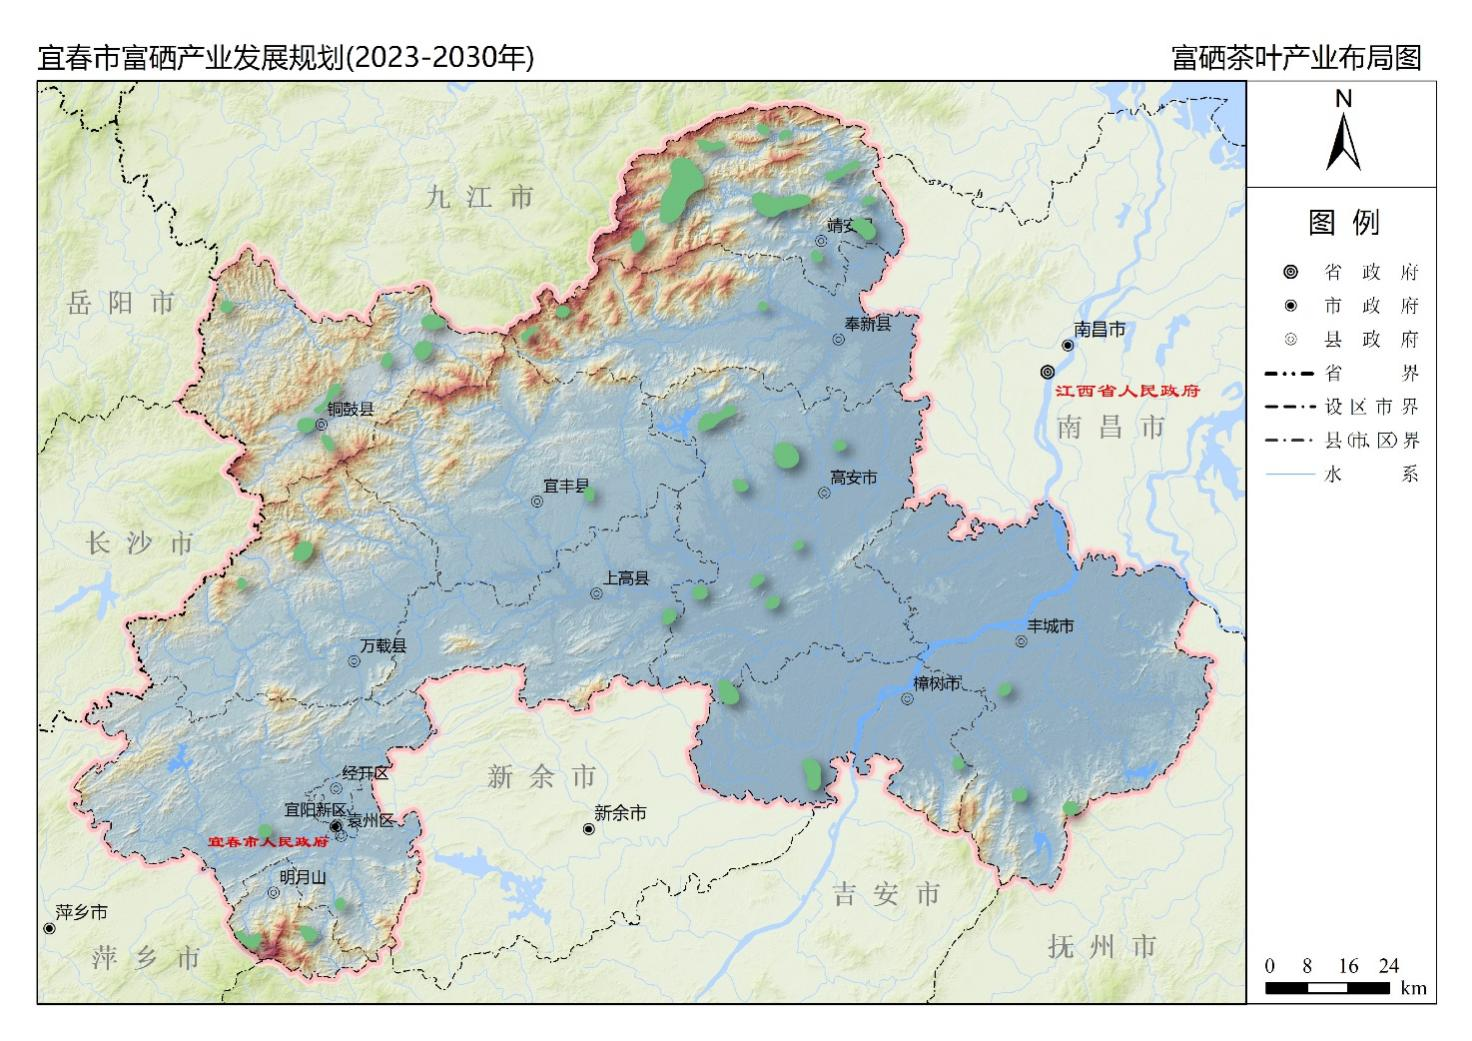 宜春市富硒产业发展规划(2023-2030年)
富硒茶叶产业布局图
N
图例
省政府
市政府
县政府
省界
设区市界
县(市、区)界
水系
0 8 16 24
km
九江市
岳阳市
靖安县
奉新县
南昌市
江西省人民政府
南昌市
铜鼓县
宜丰县
高安市
长沙市
上高县
丰城市
万载县
樟树市
经开区
宜阳新区
袁州区
宜春市人民政府
新余市
新余市
明月山
吉安市
萍乡市
萍乡市
抚州市